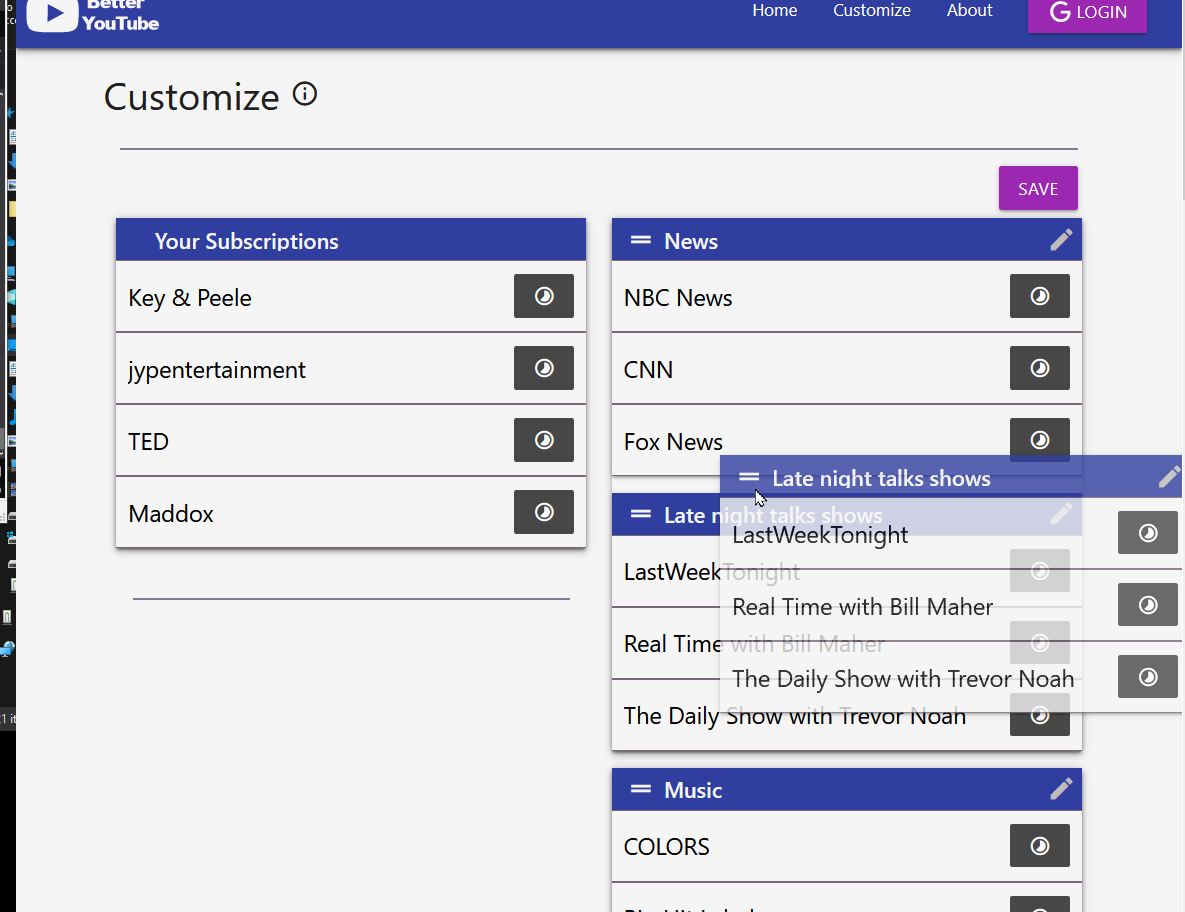 Better
YouTube
Home
Customize
About
LOGIN
Customize
SAVE
Your Subscriptions
Key & Peele
jypentertainment
TED
Maddox
News
NBC News
CNN
Fox News
Late night talks shows
LastWeekTonight
Real Time with Bill Maher
The Daily Show with Trevor Noah
Late night talks shows
LastWeekTonight
Real Time with Bill Maher
The Daily Show with Trevor Noah
Music
COLORS